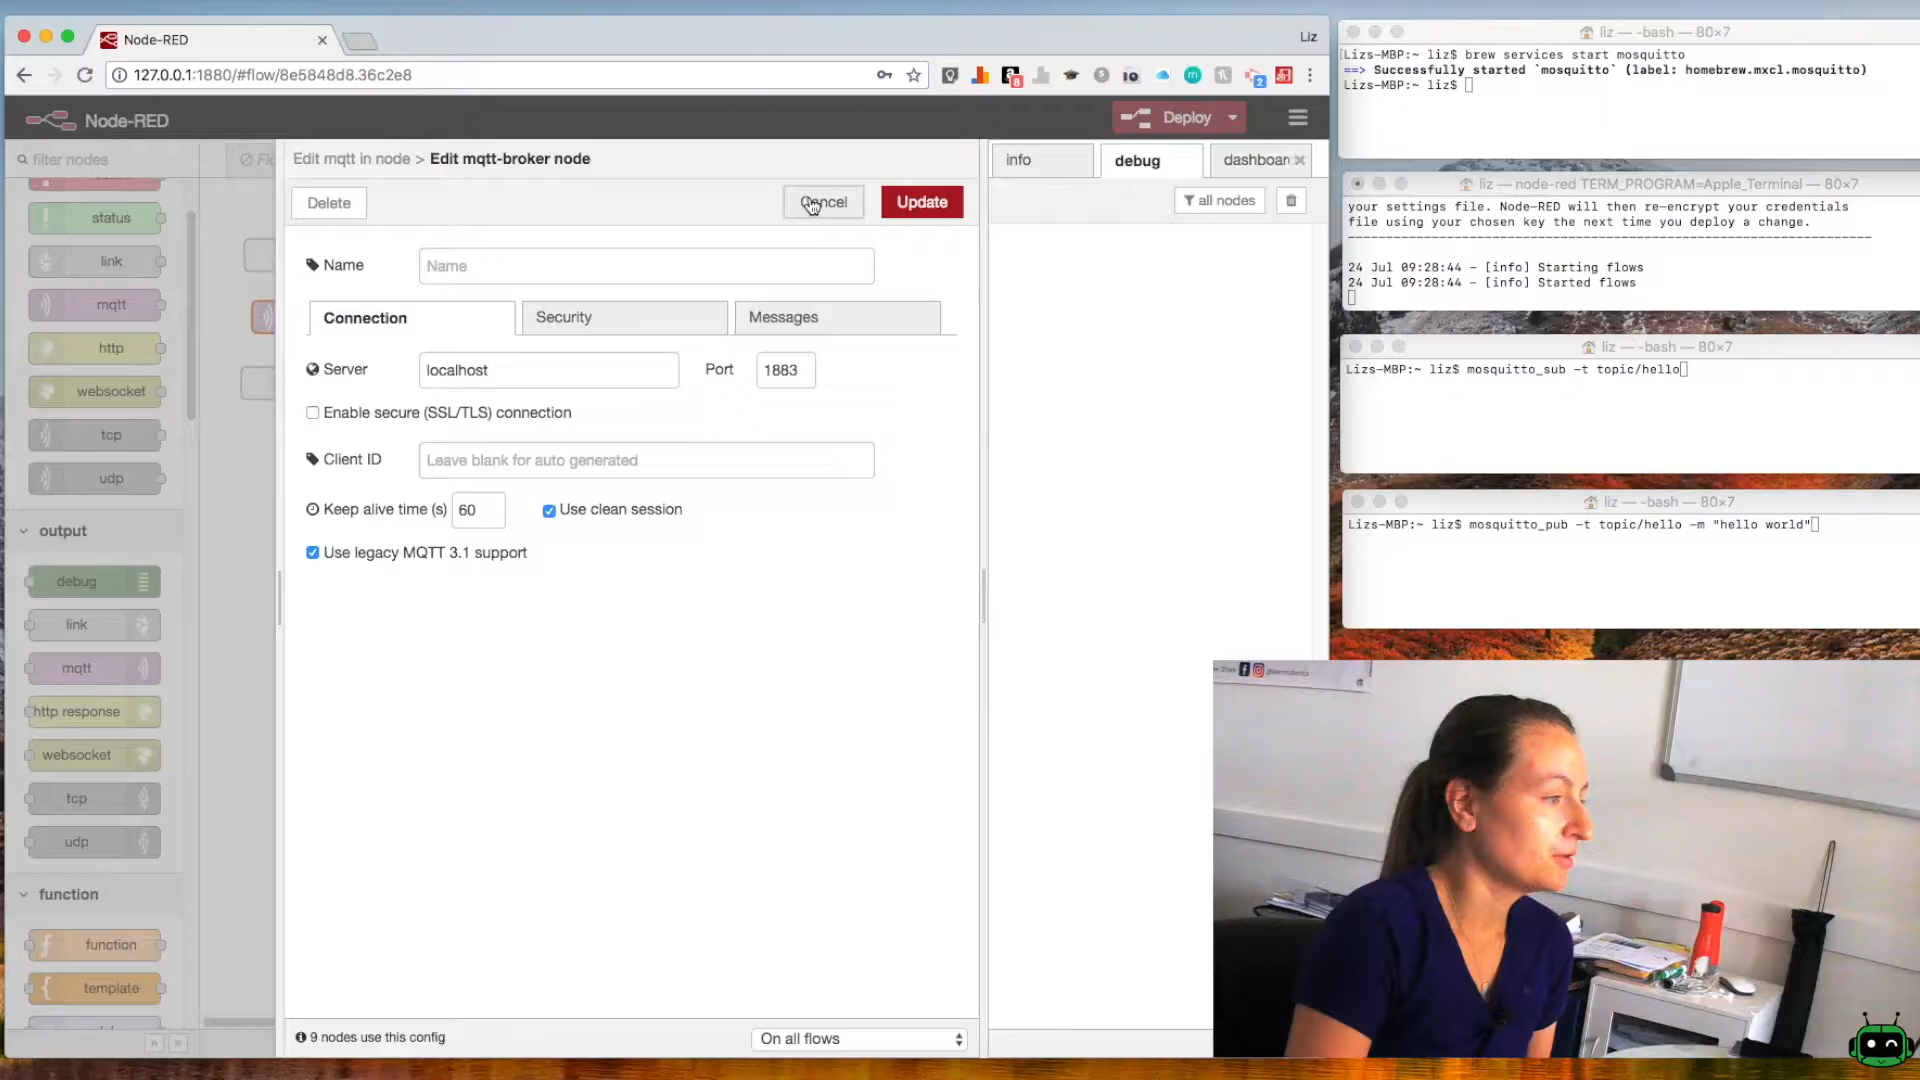 Node-RED
Liz
127.0.0.1:1880/#flow/8e5848d8.36c2e8
8
2
Node-RED
Deploy
filter nodes
status
link
mqtt
http
websocket
tcp
udp
output
debug
link
mqtt
http response
websocket
tcp
udp
function
function
template
Edit mqtt in node > Edit mqtt-broker node
Delete
Cancel
Update
Name
Name
Connection
Security
Messages
Server
localhost
Port
1883
Enable secure (SSL/TLS) connection
Client ID
Leave blank for auto generated
Keep alive time (s)
60
Use clean session
Use legacy MQTT 3.1 support
9 nodes use this config
On all flows
info
debug
dashboar
all nodes
liz — -bash — 80×7
Lizs-MBP:~ liz$ brew services start mosquitto
==> Successfully started `mosquitto` (label: homebrew.mxcl.mosquitto)
Lizs-MBP:~ liz$
liz — node-red TERM_PROGRAM=Apple_Terminal — 80×7
your settings file. Node-RED will then re-encrypt your credentials
file using your chosen key the next time you deploy a change.
---------------------------------------------------------------------
24 Jul 09:28:44 - [info] Starting flows
24 Jul 09:28:44 - [info] Started flows
liz — -bash — 80×7
Lizs-MBP:~ liz$ mosquitto_sub -t topic/hello
liz — -bash — 80×7
Lizs-MBP:~ liz$ mosquitto_pub -t topic/hello -m "hello world"